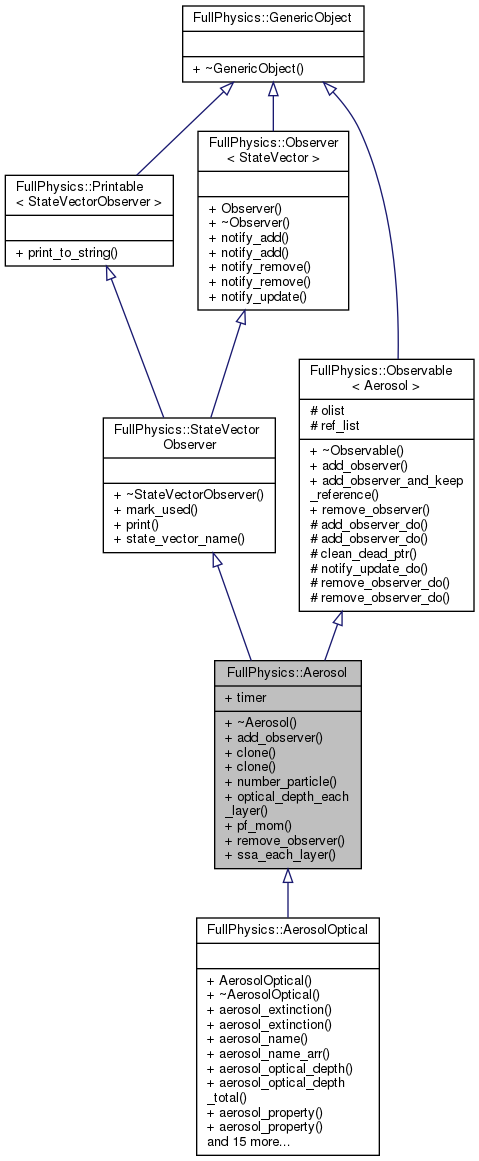 FullPhysics::GenericObject
+ ~GenericObject()
FullPhysics::Observer
< StateVector >
+ Observer()
+ ~Observer()
+ notify_add()
+ notify_add()
+ notify_remove()
+ notify_remove()
+ notify_update()
FullPhysics::Printable
< StateVectorObserver >
+ print_to_string()
FullPhysics::Observable
< Aerosol >
# olist
# ref_list
+ ~Observable()
+ add_observer()
+ add_observer_and_keep
_reference()
+ remove_observer()
# add_observer_do()
# add_observer_do()
# clean_dead_ptr()
# notify_update_do()
# remove_observer_do()
# remove_observer_do()
FullPhysics::StateVector
Observer
+ ~StateVectorObserver()
+ mark_used()
+ print()
+ state_vector_name()
FullPhysics::Aerosol
+ timer
+ ~Aerosol()
+ add_observer()
+ clone()
+ clone()
+ number_particle()
+ optical_depth_each
_layer()
+ pf_mom()
+ remove_observer()
+ ssa_each_layer()
FullPhysics::AerosolOptical
+ AerosolOptical()
+ ~AerosolOptical()
+ aerosol_extinction()
+ aerosol_extinction()
+ aerosol_name()
+ aerosol_name_arr()
+ aerosol_optical_depth()
+ aerosol_optical_depth
_total()
+ aerosol_property()
+ aerosol_property()
and 15 more...